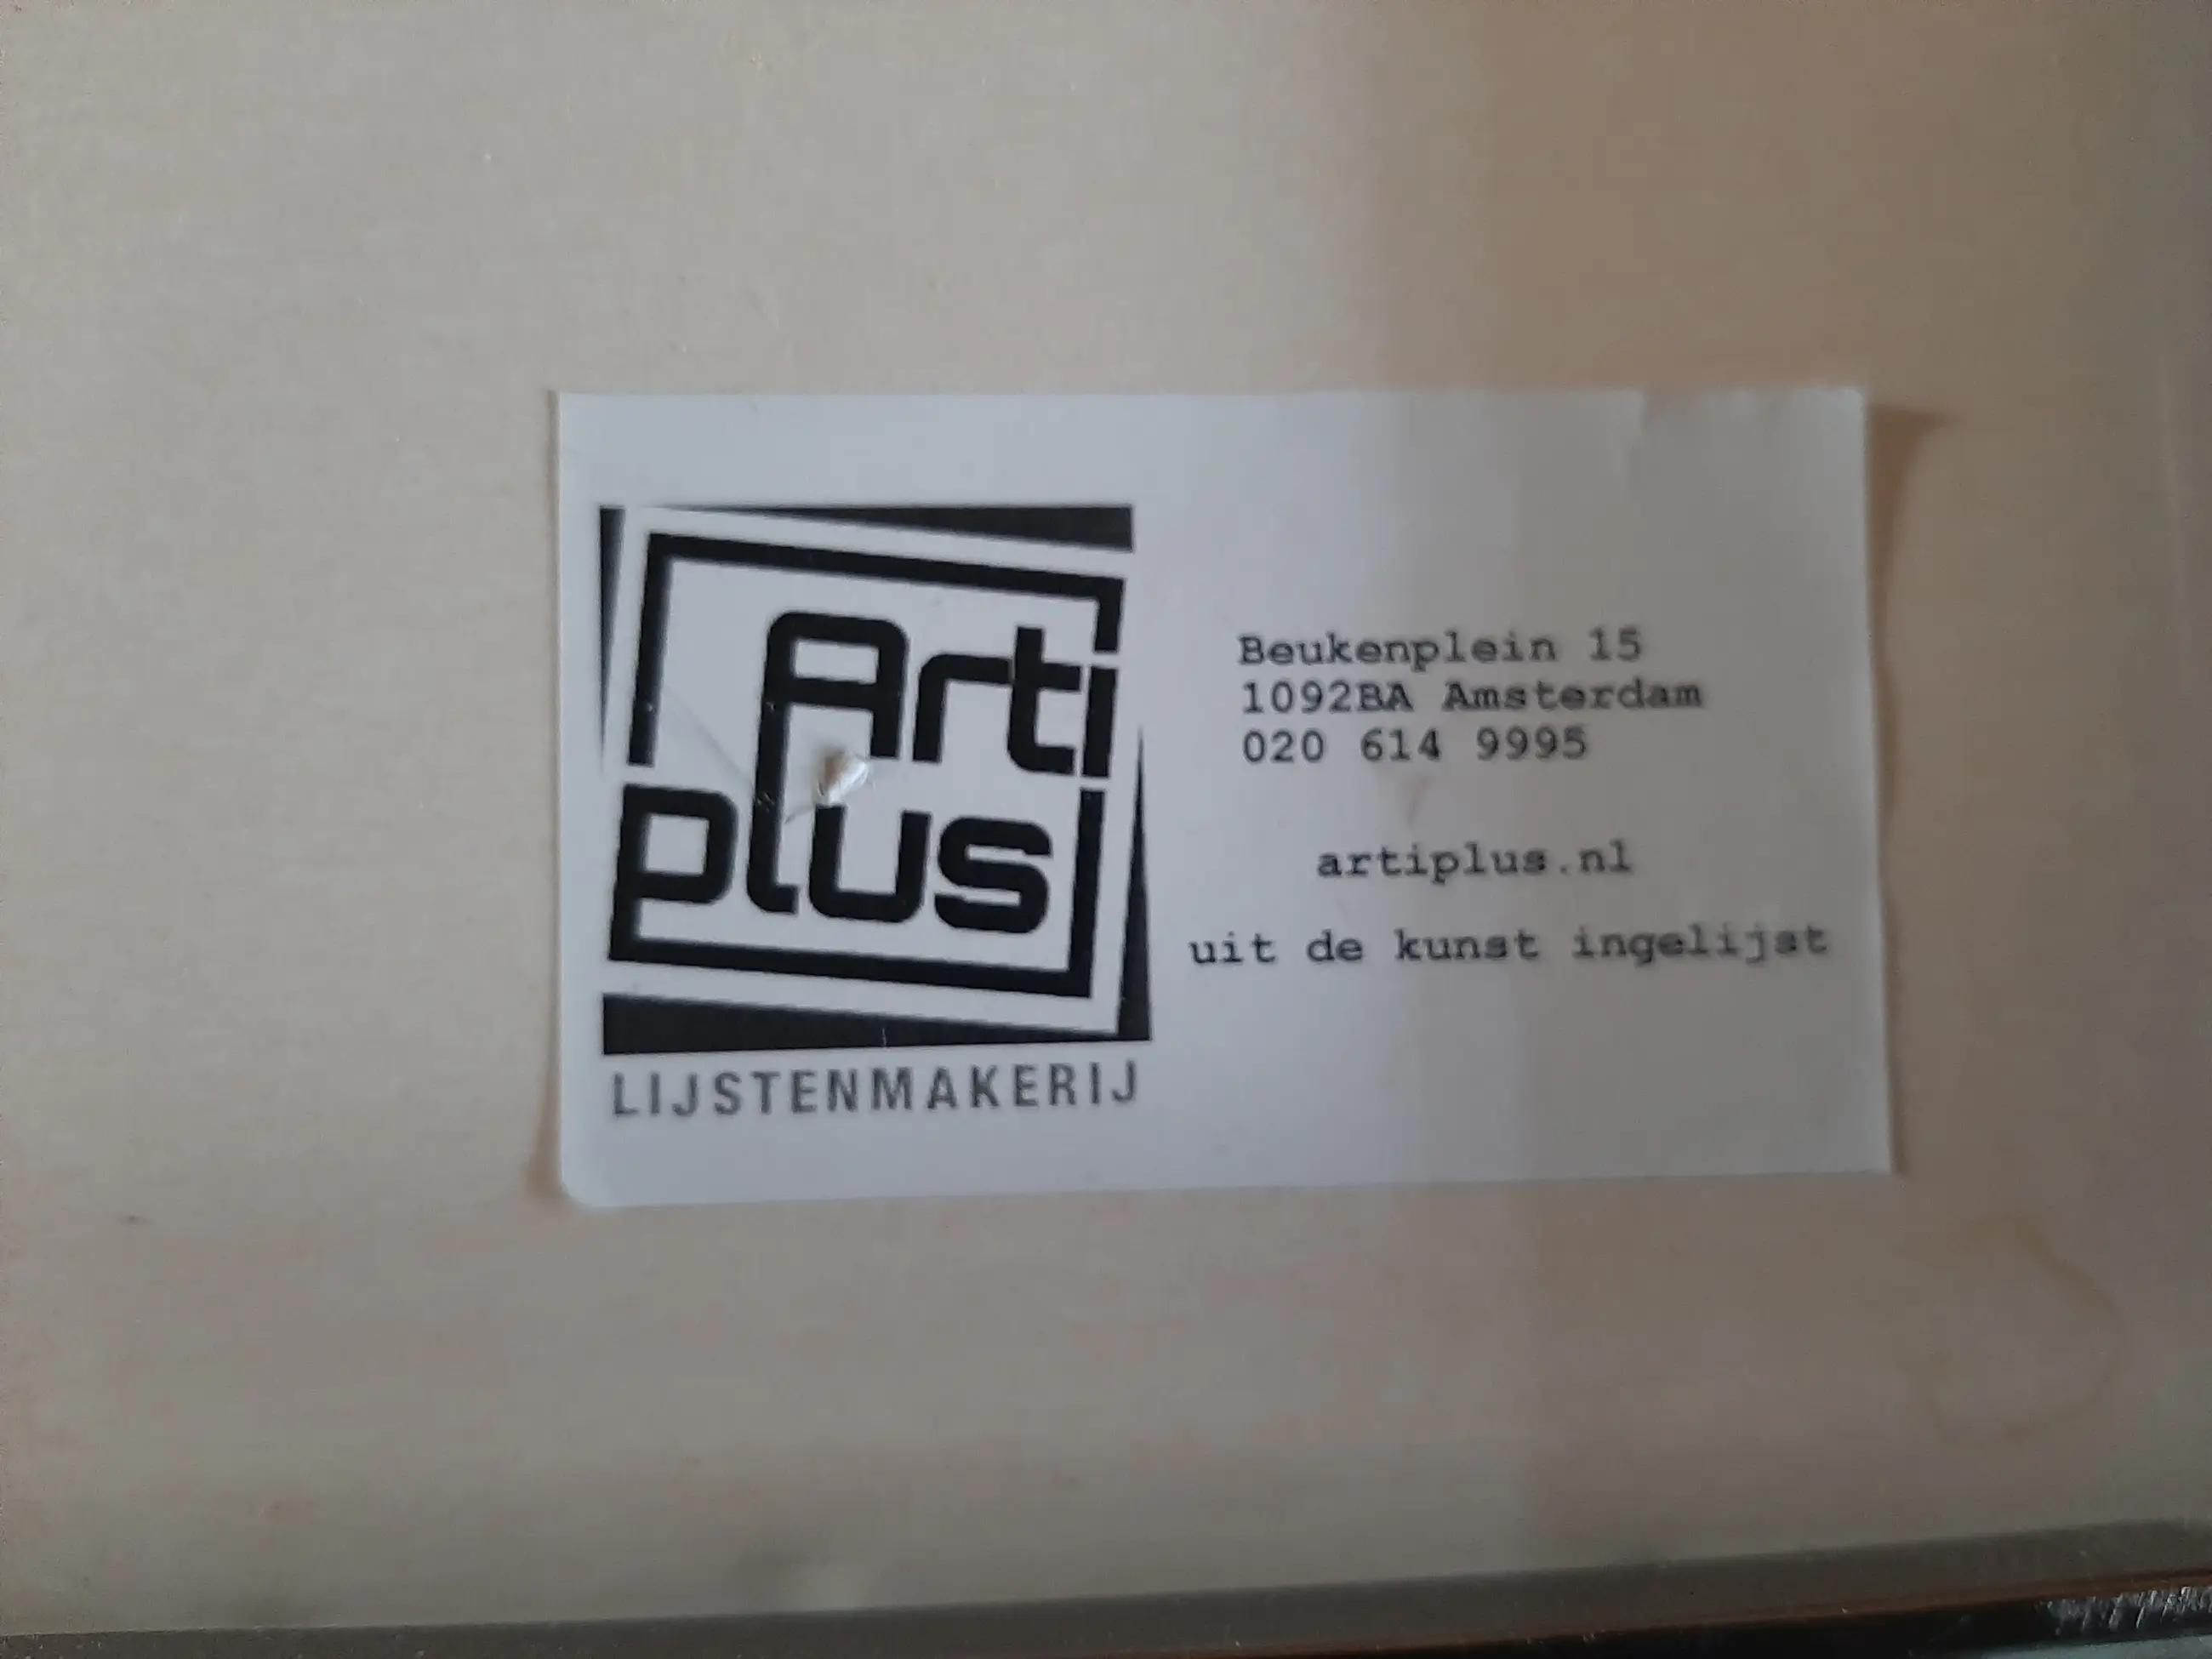 Arti
plus
LIJSTENMAKERIJ
Beukenplein 15
1092BA Amsterdam
020 614 9995
artiplus.nl
uit de kunst ingelijst